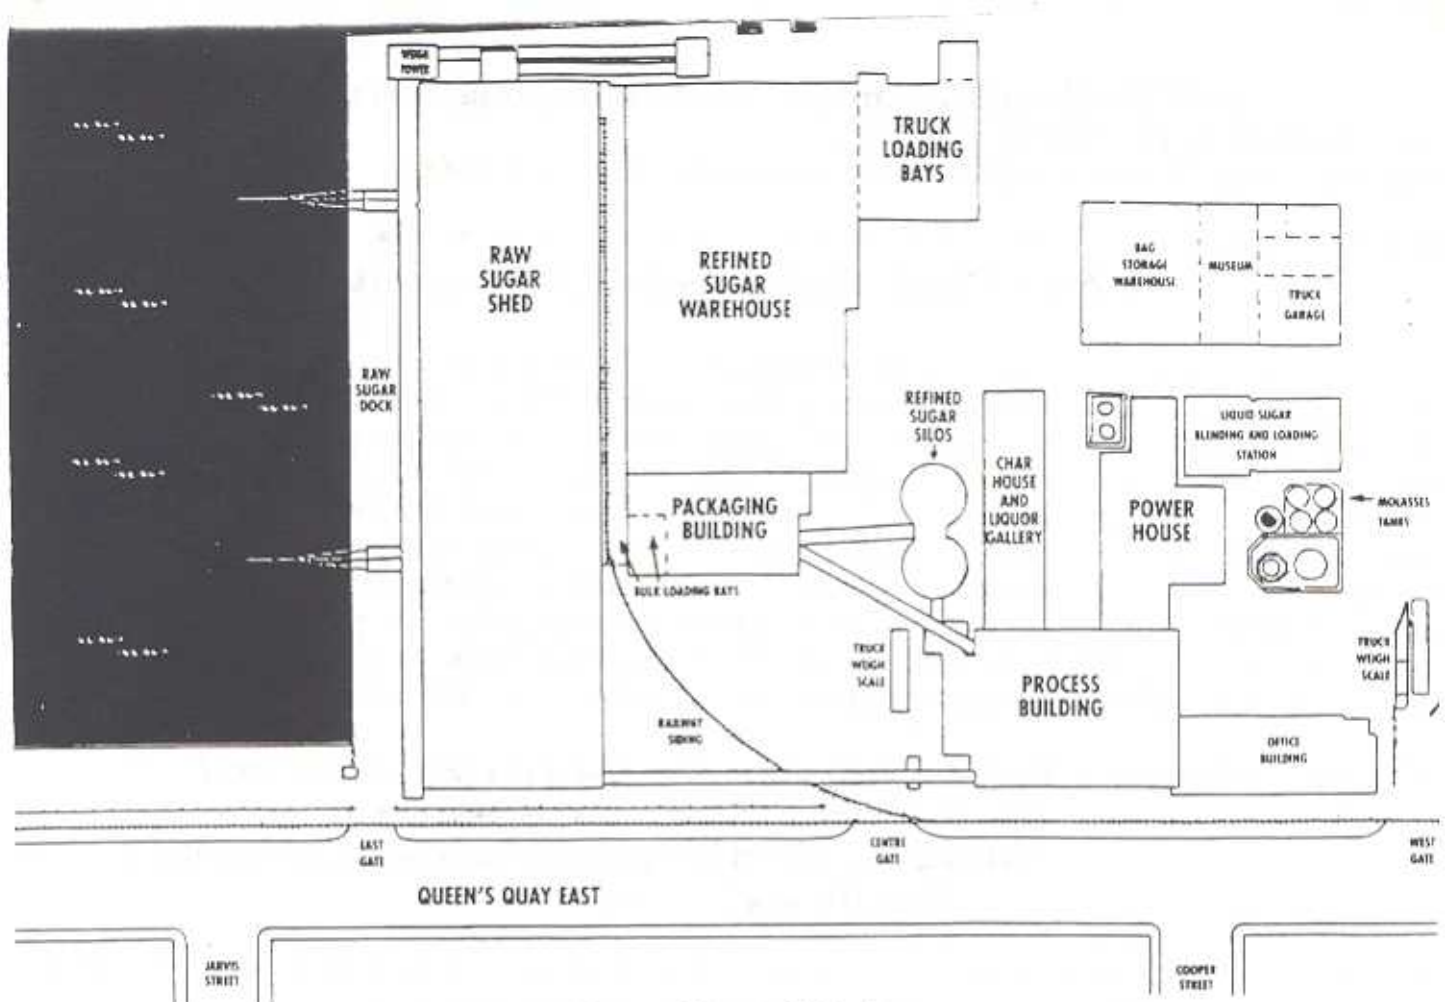 WEIGH
TOWER
TRUCK
LOADING
BAYS
RAW
SUGAR
SHED
REFINED
SUGAR
WAREHOUSE
BAG
STORAGE
WAREHOUSE
MUSEUM
TRUCK
GARAGE
RAW
SUGAR
DOCK
REFINED
SUGAR
SILOS
LIQUID SUGAR
BLENDING AND LOADING
STATION
CHAR
HOUSE
AND
LIQUOR
GALLERY
PACKAGING
BUILDING
POWER
HOUSE
MOLASSES
TANKS
BULK LOADING BAYS
TRUCK
WEIGH
SCALE
TRUCK
WEIGH
SCALE
PROCESS
BUILDING
RAILWAY
SIDING
OFFICE
BUILDING
EAST
GATE
CENTRE
GATE
WEST
GATE
QUEEN'S QUAY EAST
JARVIS
STREET
COOPER
STREET